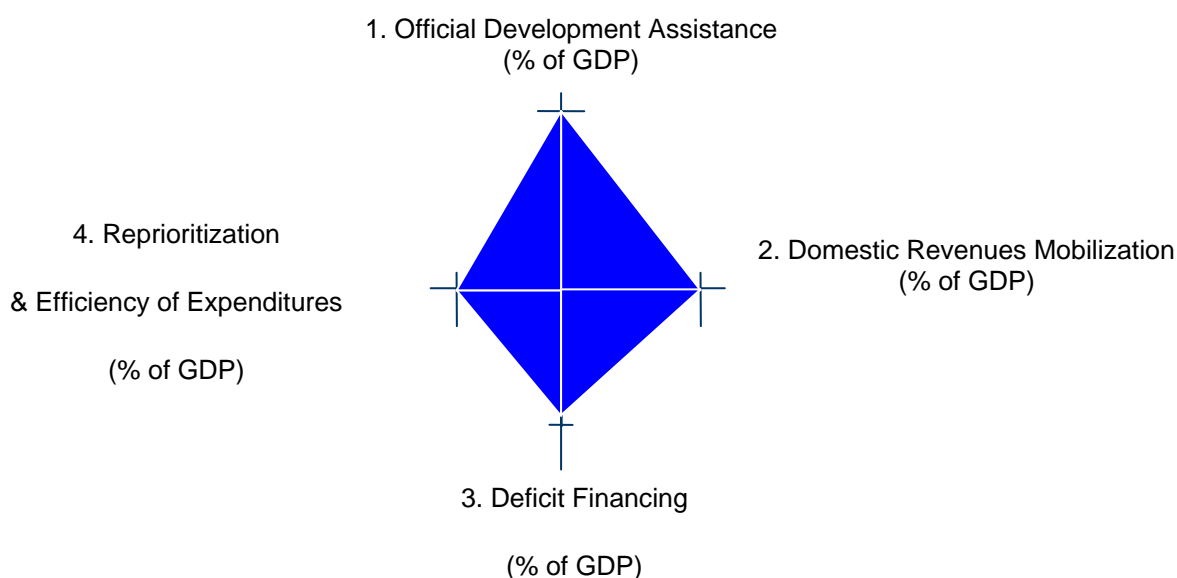 1. Official Development Assistance
(% of GDP)
4. Reprioritization
& Efficiency of Expenditures
(% of GDP)
2. Domestic Revenues Mobilization
(% of GDP)
3. Deficit Financing
(% of GDP)